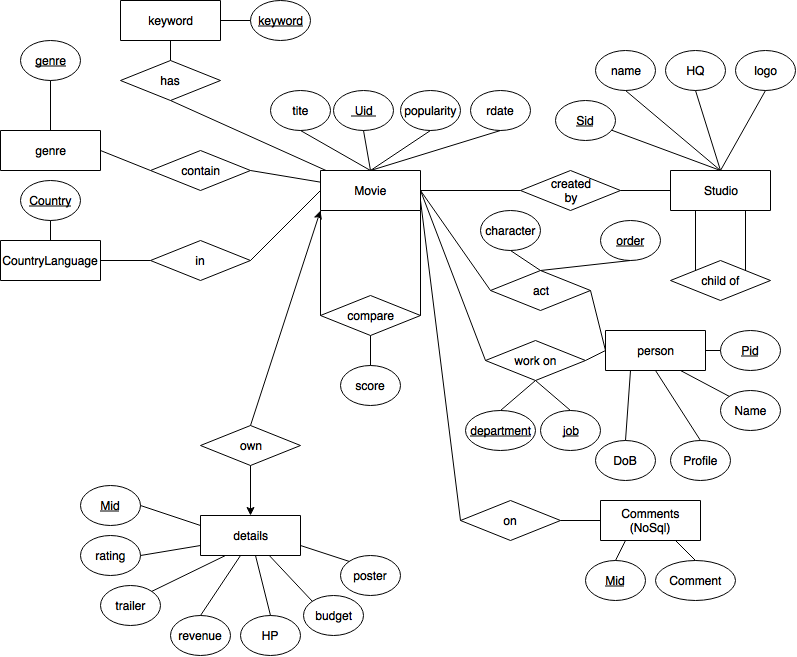 keyword
keyword
genre
has
name
HQ
logo
tite
Uid
popularity
rdate
Sid
genre
contain
Movie
created
by
Studio
Country
character
order
CountryLanguage
in
child of
act
compare
work on
person
Pid
score
Name
department
job
own
DoB
Profile
Mid
details
on
Comments
(NoSql)
rating
poster
Mid
Comment
trailer
budget
revenue
HP